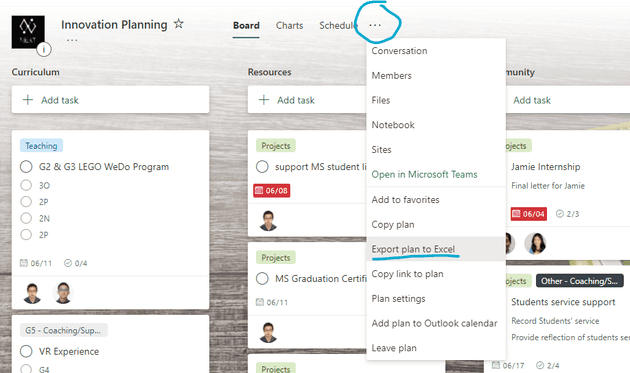 Innovation Planning
Board Charts Schedule ...
...
Conversation
Members
Files
Notebook
Sites
Open in Microsoft Teams
Add to favorites
Copy plan
Export plan to Excel
Copy link to plan
Plan settings
Add plan to Outlook calendar
Leave plan
Curriculum
+ Add task
Teaching
G2 & G3 LEGO WeDo Program
3O
2P
2N
2P
06/11 0/4
G5 - Coaching/Sup...
VR Experience
G4
Resources
+ Add task
Projects
support MS student li
06/08
Projects
MS Graduation Certifi
06/11
Projects
munity
Add task
Projects
Jamie Internship
Final letter for Jamie
06/04 2/3
ojects Other - Coaching/S...
Students service support
Record Students' service
Provide reflection of students ser
06/12 2/4